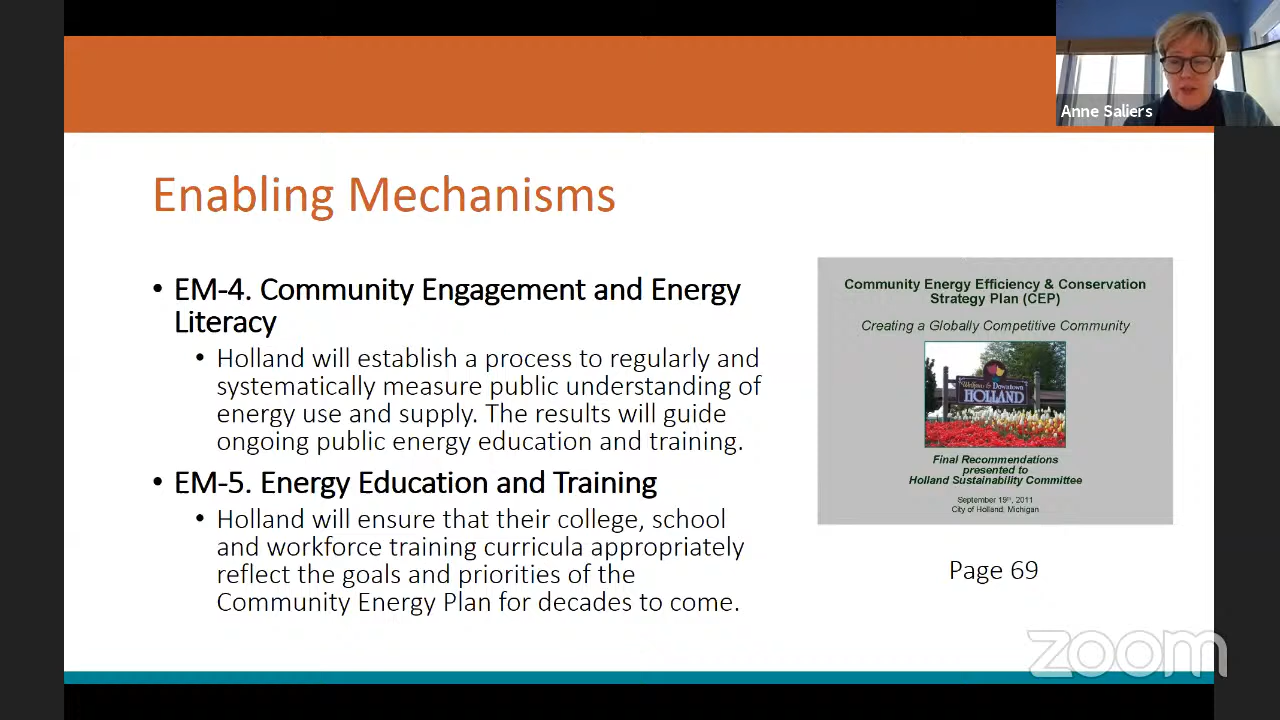 Anne Saliers
Enabling Mechanisms
• EM-4. Community Engagement and Energy
Literacy
• Holland will establish a process to regularly and
systematically measure public understanding of
energy use and supply. The results will guide
ongoing public energy education and training.
• EM-5. Energy Education and Training
• Holland will ensure that their college, school
and workforce training curricula appropriately
reflect the goals and priorities of the
Community Energy Plan for decades to come.
Community Energy Efficiency & Conservation
Strategy Plan (CEP)
Creating a Globally Competitive Community
Welcome to Downtown
HOLLAND
Final Recommendations
presented to
Holland Sustainability Committee
September 19th, 2011
City of Holland, Michigan
Page 69
zoom